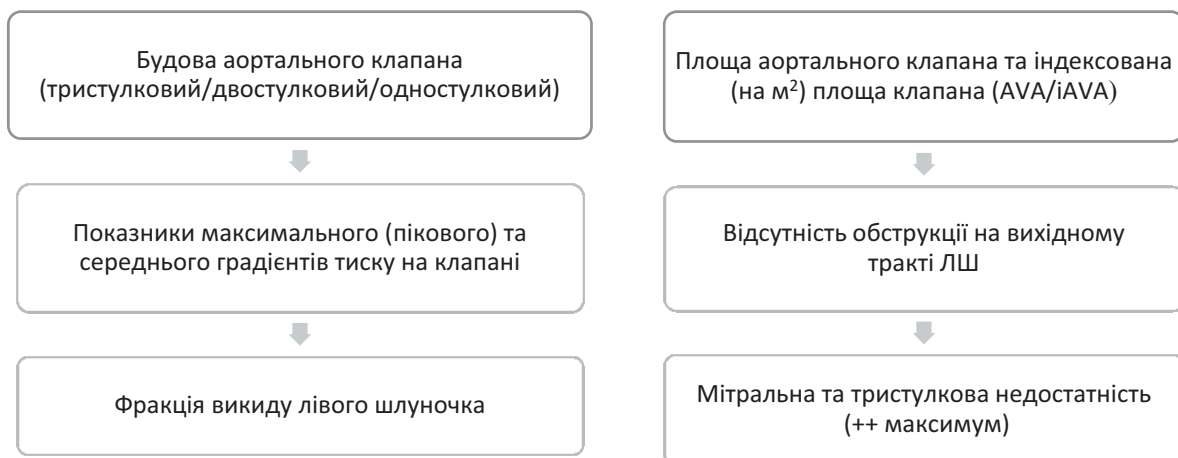 Будова аортального клапана
(тристулковий/двостулковий/одностулковий)
Показники максимального (пікового) та
середнього градієнтів тиску на клапані
Фракція викиду лівого шлуночка
Площа аортального клапана та індексована
(на м²) площа клапана (AVA/iAVA)
Відсутність обструкції на вихідному
тракті ЛШ
Мітральна та тристулкова недостатність
(++ максимум)